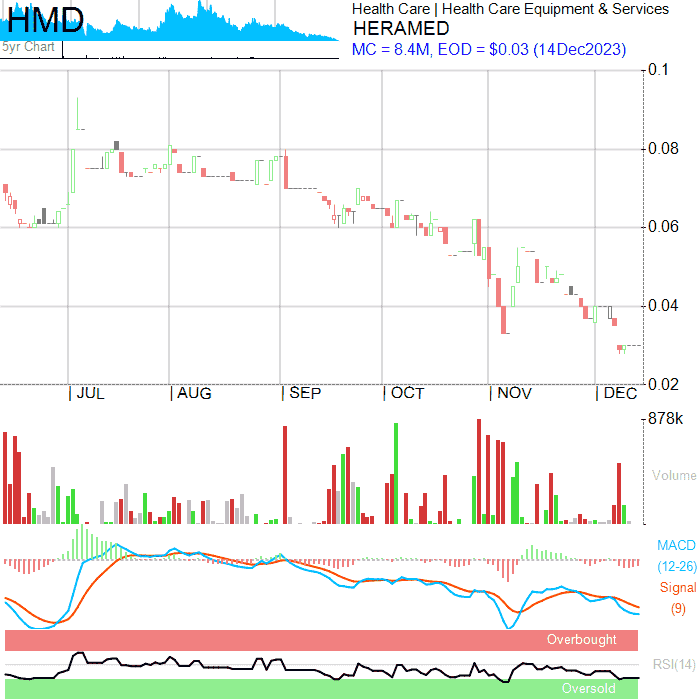 HMD
5yr Chart
Health Care | Health Care Equipment & Services
HERAMED
MC = 8.4M, EOD = $0.03 (14Dec2023)
0.1
0.08
0.06
0.04
0.02
| JUL | AUG | SEP | OCT | NOV | DEC
878k
Volume
MACD
(12-26)
Signal
(9)
Overbought
RSI(14)
Oversold